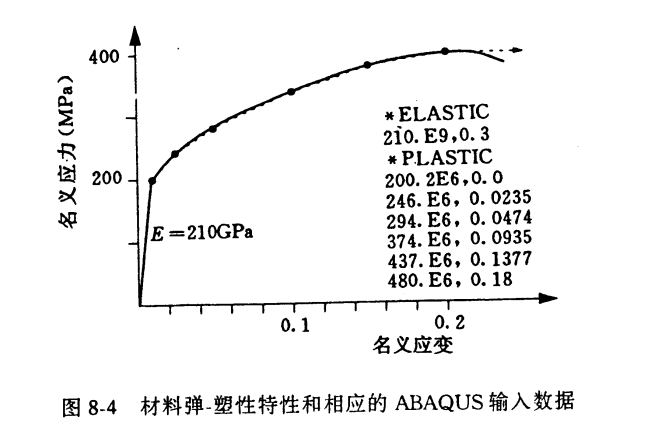 400
200
名义应力(MPa)
E=210GPa
*ELASTIC
210.E9,0.3
*PLASTIC
200.2E6,0.0
246.E6, 0.0235
294.E6, 0.0474
374.E6, 0.0935
437.E6, 0.1377
480.E6, 0.18
0.1
0.2
名义应变
图 8-4 材料弹-塑性特性和相应的 ABAQUS 输入数据